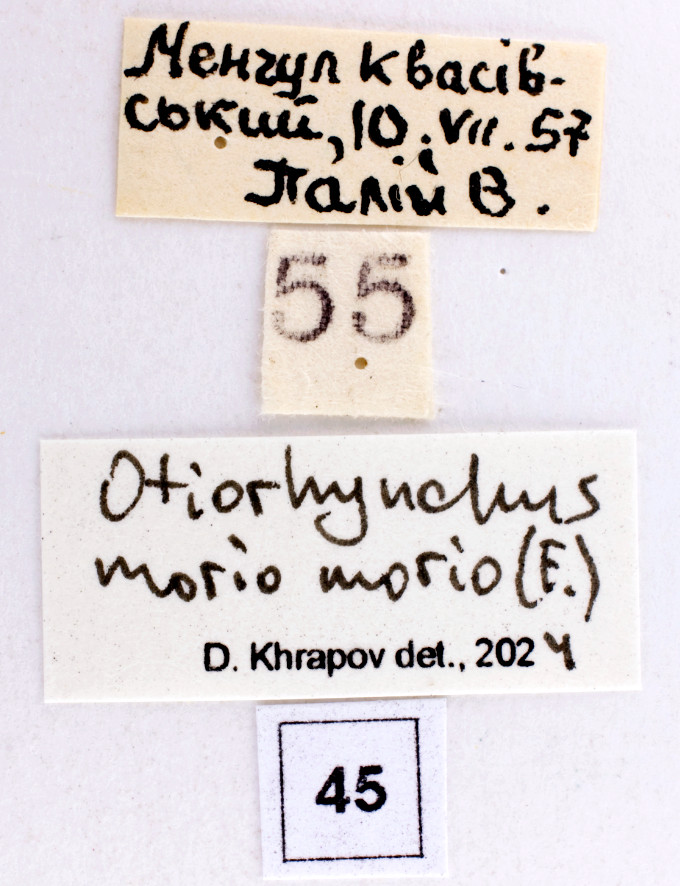 Менчул Квасів-
ський, 10.VII.57
Палій В.
55
Otiorhynchus
morio morio (F.)
D. Khrapov det., 2024
45